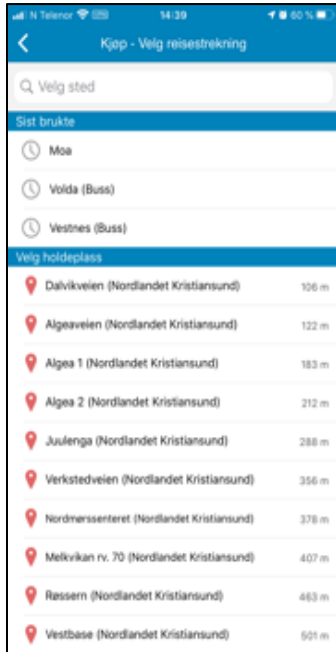 N Telenor 14:39 60 %
Kjøp - Velg reisestrekning
Velg sted
Sist brukte
Moa
Volda (Buss)
Vestnes (Buss)
Velg holdeplass
Dalvikveien (Nordlandet Kristiansund) 106 m
Algeaveien (Nordlandet Kristiansund) 122 m
Algea 1 (Nordlandet Kristiansund) 183 m
Algea 2 (Nordlandet Kristiansund) 212 m
Juulenga (Nordlandet Kristiansund) 288 m
Verkstedveien (Nordlandet Kristiansund) 356 m
Nordmørssenteret (Nordlandet Kristiansund) 378 m
Melkvikan rv. 70 (Nordlandet Kristiansund) 407 m
Røssern (Nordlandet Kristiansund) 463 m
Vestbase (Nordlandet Kristiansund) 501 m